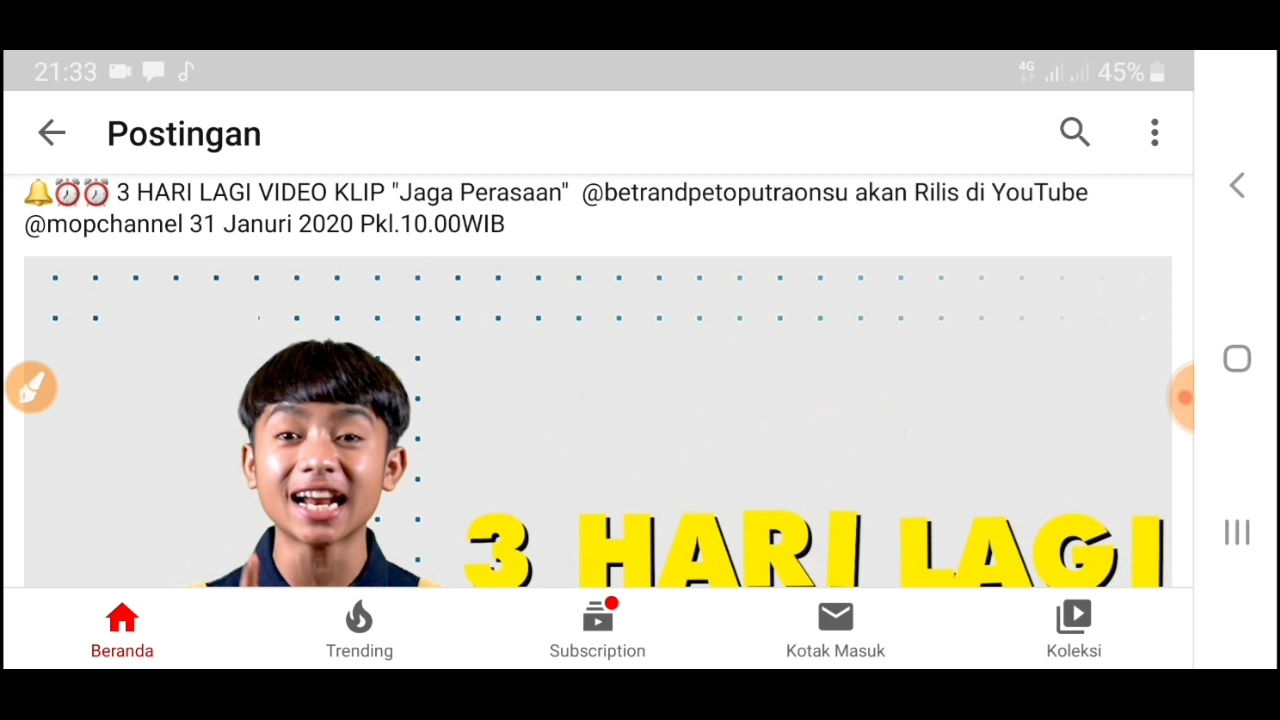 21:33
4G
45%
Postingan
3 HARI LAGI VIDEO KLIP "Jaga Perasaan" @betrandpetoputraonsu akan Rilis di YouTube
@mopchannel 31 Januri 2020 Pkl.10.00WIB
3 HARI LAGI
Beranda
Trending
Subscription
Kotak Masuk
Koleksi